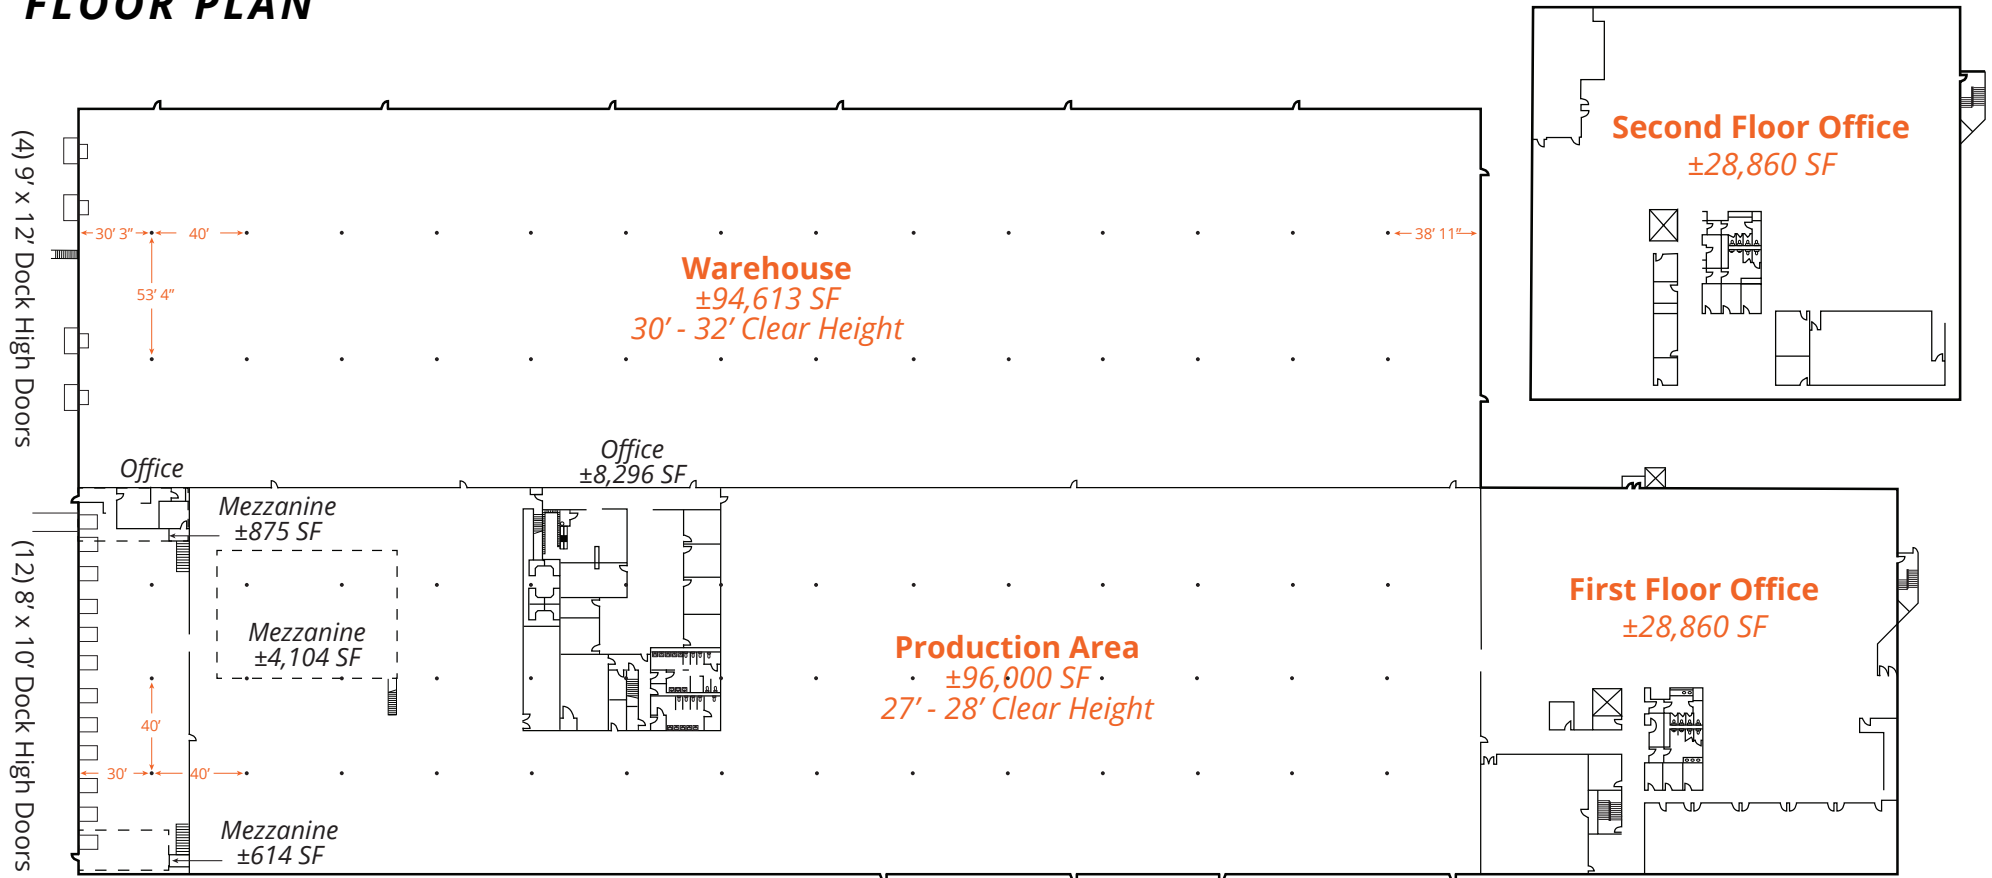 FLOOR PLAN
(4) 9’ x 12’ Dock High Doors
(12) 8’ x 10’ Dock High Doors
30’ 3”
40’
38’ 11”
53’ 4”
Warehouse
±94,613 SF
30’ - 32’ Clear Height
Second Floor Office
±28,860 SF
Office
Office
±8,296 SF
Mezzanine
±875 SF
Mezzanine
±4,104 SF
Production Area
±96,000 SF
27’ - 28’ Clear Height
First Floor Office
±28,860 SF
40’
30’
40’
Mezzanine
±614 SF